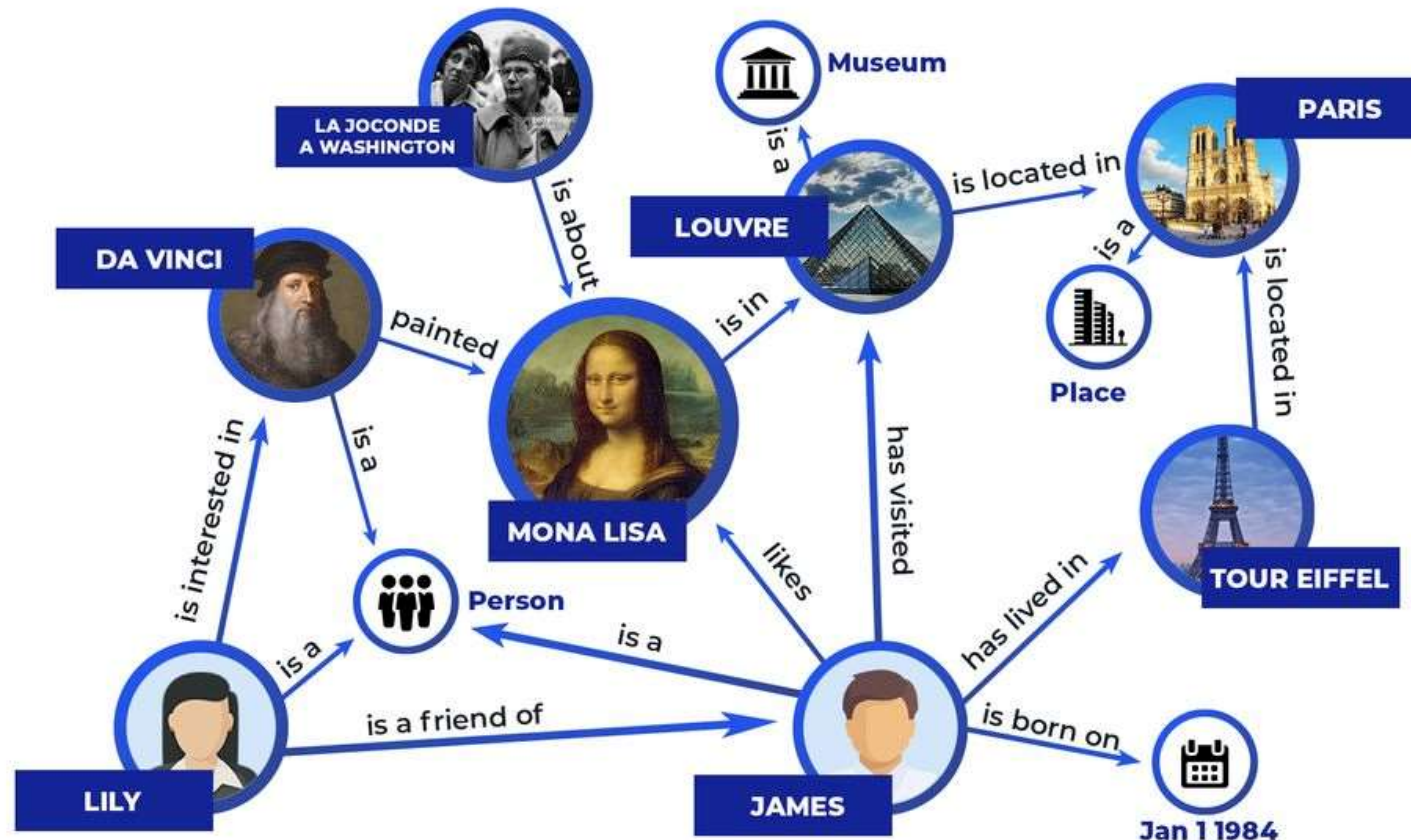 Museum
PARIS
LA JOCONDE
A WASHINGTON
is a
is located in
is about
LOUVRE
is a
DA VINCI
is located in
painted
is in
Place
is a
has visited
is interested in
MONA LISA
likes
TOUR EIFFEL
Person
has lived in
is a
is a
is a friend of
is born on
LILY
JAMES
Jan 1 1984